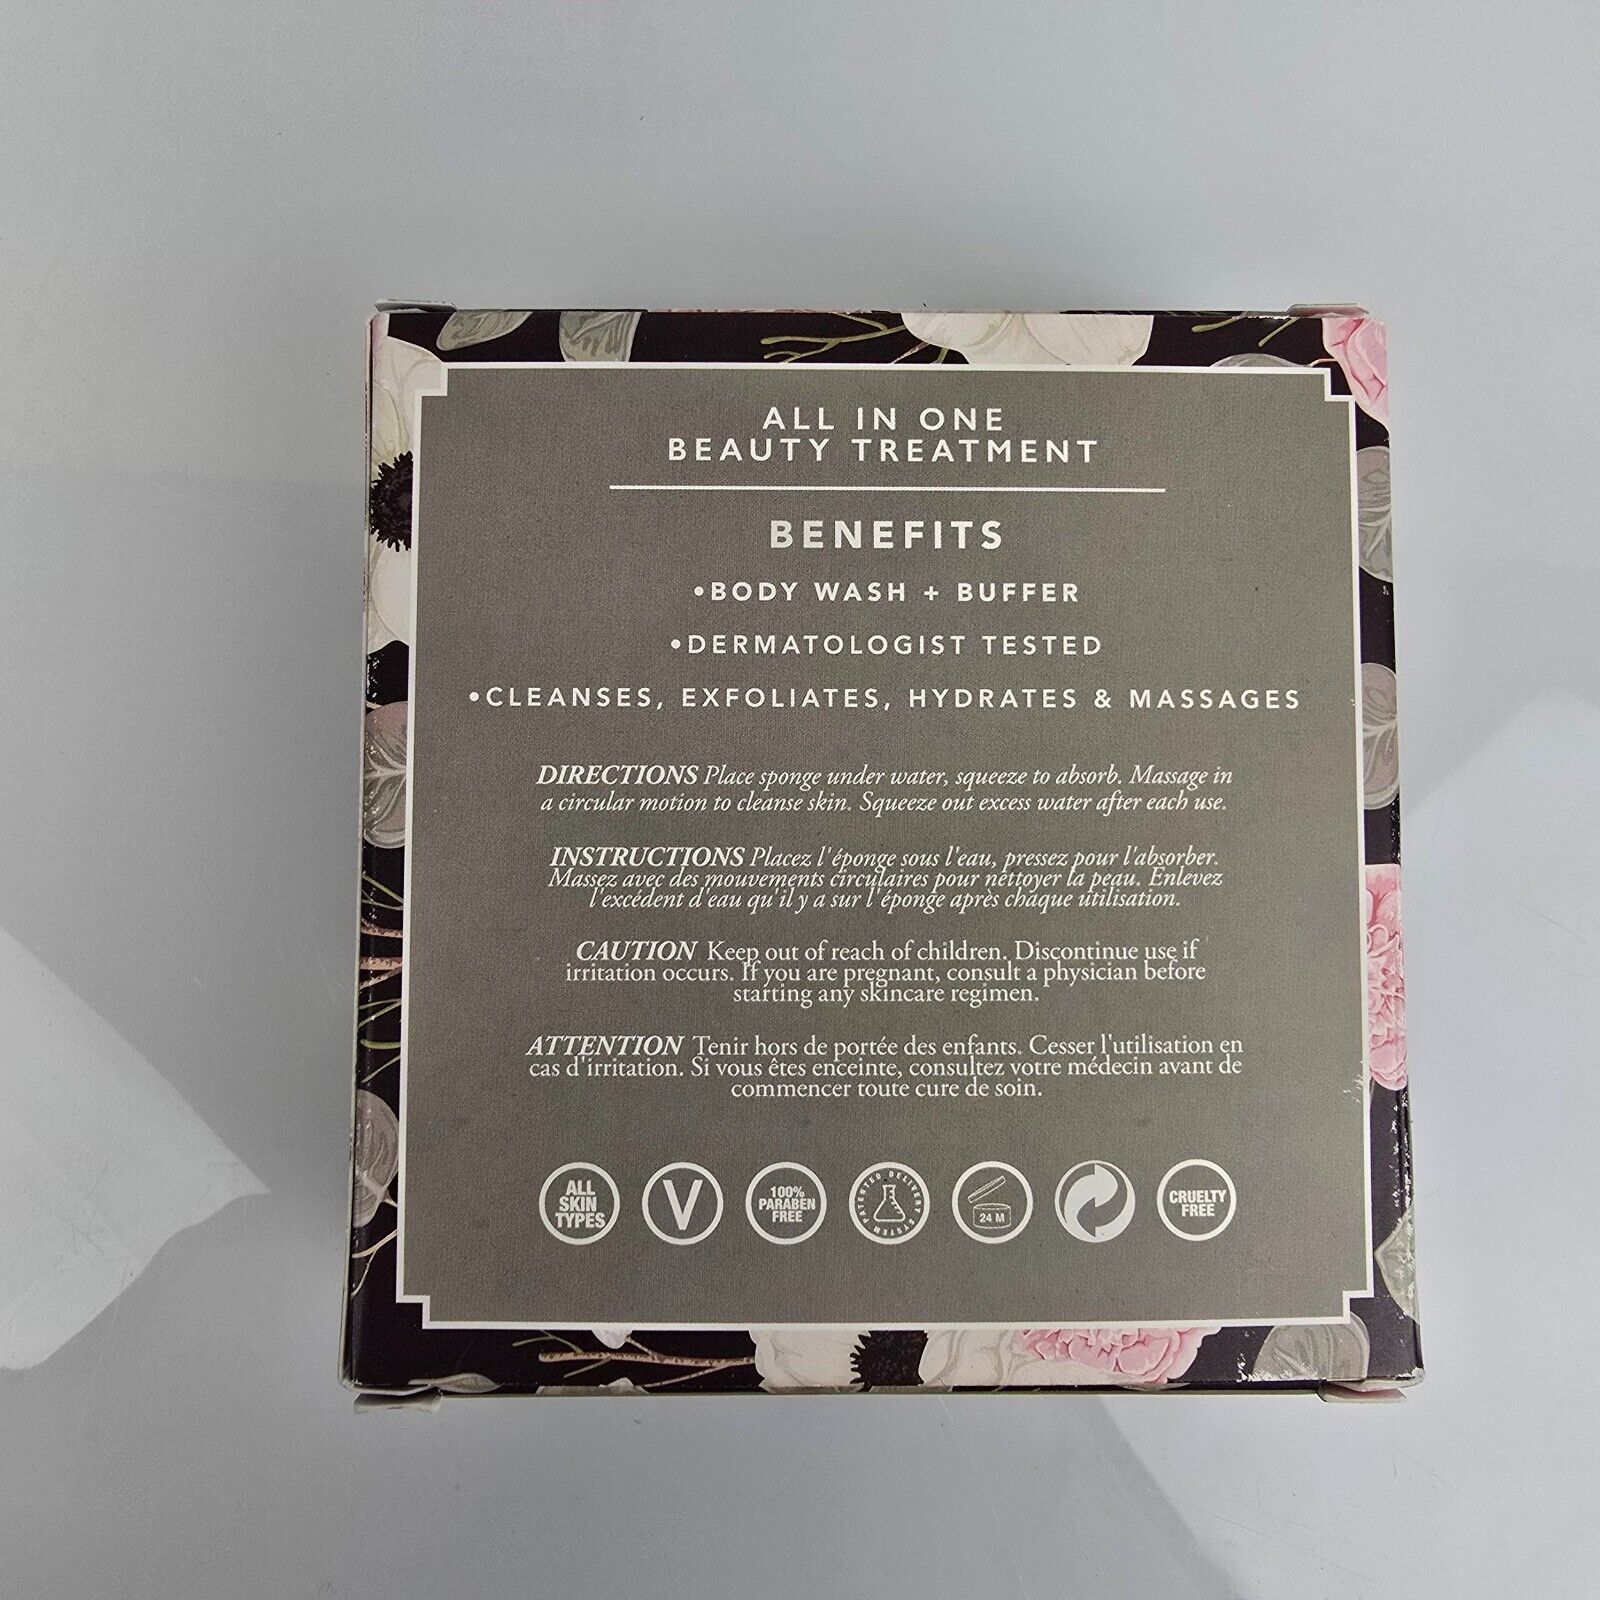 ALL IN ONE
BEAUTY TREATMENT
BENEFITS
•BODY WASH + BUFFER
•DERMATOLOGIST TESTED
•CLEANSES, EXFOLIATES, HYDRATES & MASSAGES
DIRECTIONS Place sponge under water, squeeze to absorb. Massage in
a circular motion to cleanse skin. Squeeze out excess water after each use.
INSTRUCTIONS Placez l'éponge sous l'eau, pressez pour l'absorber.
Massez avec des mouvements circulaires pour nettoyer la peau. Enlevez
l'excédent d'eau qu'il y a sur l'éponge après chaque utilisation.
CAUTION Keep out of reach of children. Discontinue use if
irritation occurs. If you are pregnant, consult a physician before
starting any skincare regimen.
ATTENTION Tenir hors de portée des enfants. Cesser l'utilisation en
cas d'irritation. Si vous êtes enceinte, consultez votre médecin avant de
commencer toute cure de soin.
ALL
SKIN
TYPES
V
100%
PARABEN
FREE
PATENTED DELIVERY SYSTEM
24 M
CRUELTY
FREE